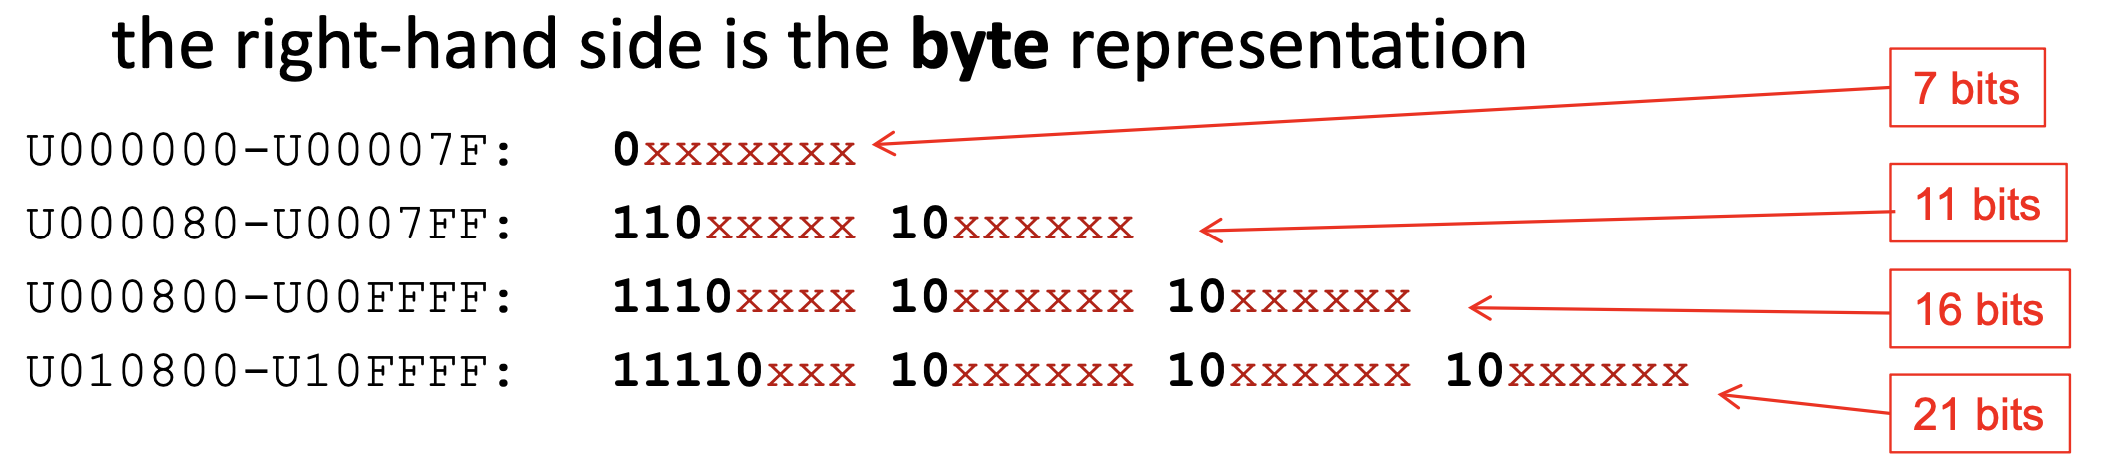 the right-hand side is the byte representation
7 bits
U000000-U00007F: 0xxxxxxx
11 bits
U000080-U0007FF: 110xxxxx 10xxxxxx
16 bits
U000800-U00FFFF: 1110xxxx 10xxxxxx 10xxxxxx
U010800-U10FFFF: 11110xxx 10xxxxxx 10xxxxxx 10xxxxxx
21 bits